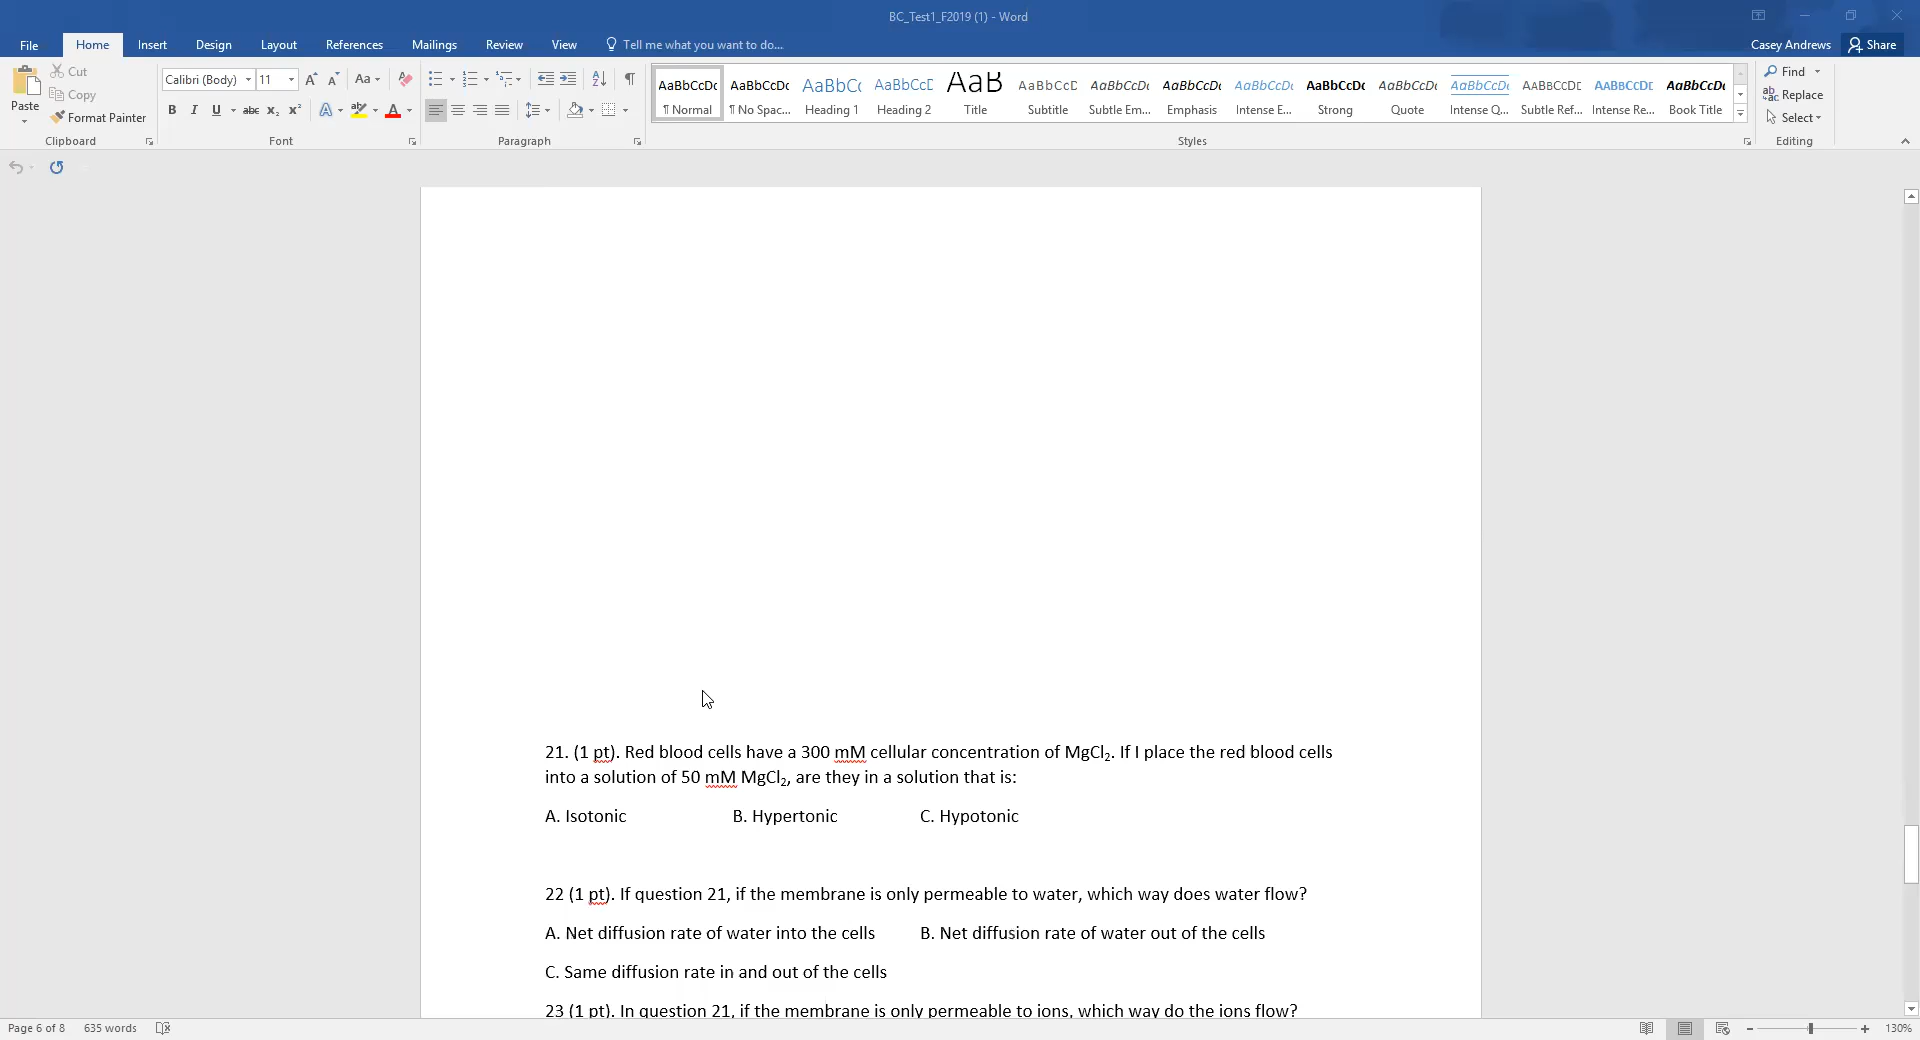 BC_Test1_F2019 (1) - Word
File Home Insert Design Layout References Mailings Review View Tell me what you want to do... Casey Andrews Share
Paste Cut
Copy
Format Painter
Clipboard
Calibri (Body) 11 Aa
B I U abc X₂ X² A ab A
Font
Paragraph
AaBbCcDc AaBbCcDc AaBbCc AaBbCcD AaB AaBbCcD AaBbCcDc AaBbCcDc AaBbCcDc AaBbCcDc AaBbCcDc AaBbCcDc AABBCCDD AABBCCDD AaBbCcDc
¶ Normal ¶ No Spac... Heading 1 Heading 2 Title Subtitle Subtle Em... Emphasis Intense E... Strong Quote Intense Q... Subtle Ref... Intense Re... Book Title
Styles
Find
Replace
Select
Editing
21. (1 pt). Red blood cells have a 300 mM cellular concentration of MgCl₂. If I place the red blood cells
into a solution of 50 mM MgCl₂, are they in a solution that is:
A. Isotonic B. Hypertonic C. Hypotonic
22 (1 pt). If question 21, if the membrane is only permeable to water, which way does water flow?
A. Net diffusion rate of water into the cells B. Net diffusion rate of water out of the cells
C. Same diffusion rate in and out of the cells
23 (1 pt). In question 21, if the membrane is only permeable to ions, which way do the ions flow?
Page 6 of 8 635 words 130%